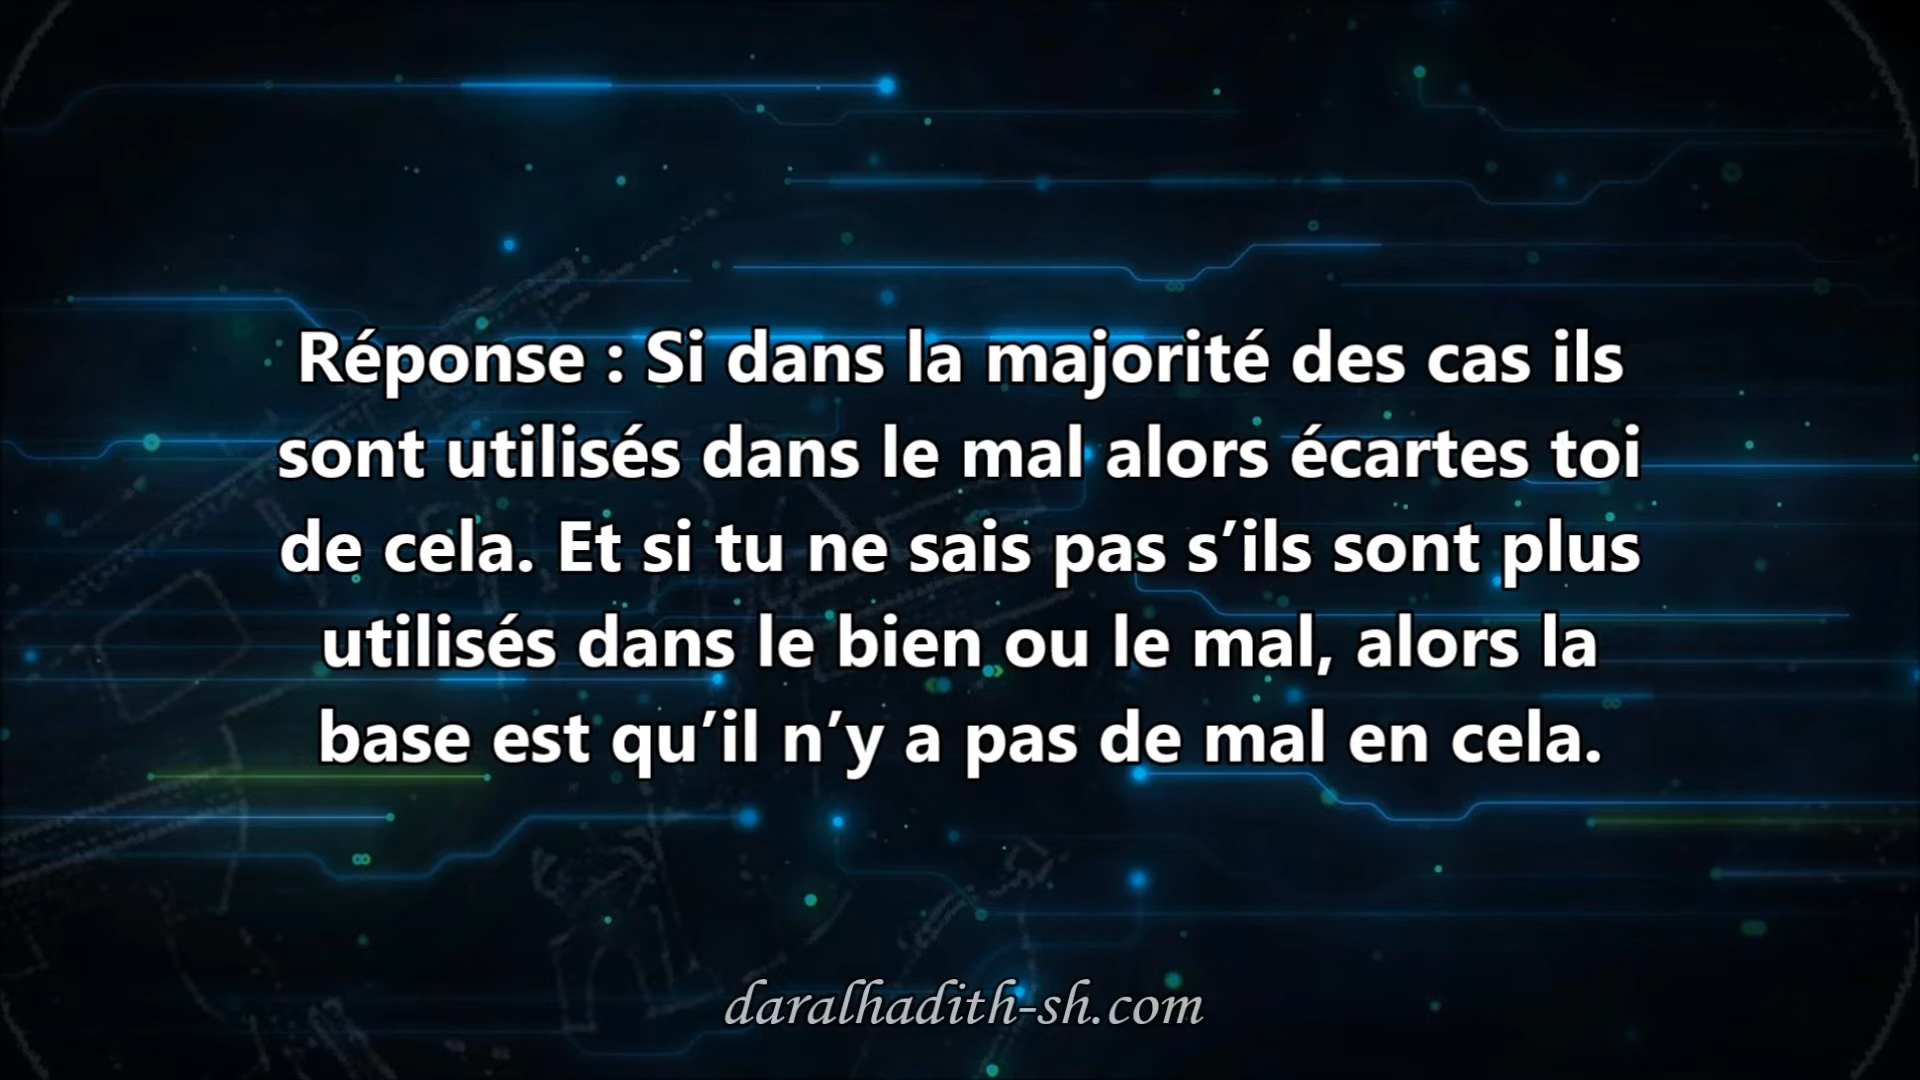 Réponse : Si dans la majorité des cas ils
sont utilisés dans le mal alors écartes toi
de cela. Et si tu ne sais pas s’ils sont plus
utilisés dans le bien ou le mal, alors la
base est qu’il n’y a pas de mal en cela.
daralhadith-sh.com